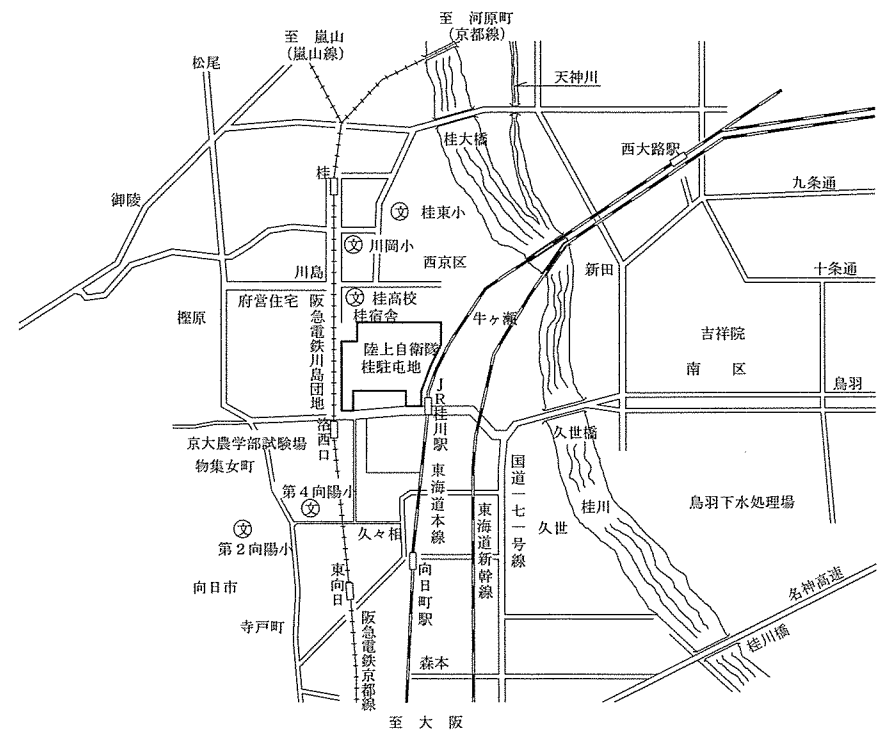 至　嵐山
（嵐山線）
至　河原町
（京都線）
松尾
天神川
桂大橋
西大路駅
桂
九条通
御陵
文
桂東小
文
川岡小
西京区
新田
川島
十条通
文
桂高校
府営住宅
桂宿舎
樫原
阪急電鉄川島団地
牛ヶ瀬
吉祥院
陸上自衛隊
桂駐屯地
南　区
鳥羽
JR桂川駅
洛西口
久世橋
京大農学部試験場
物集女町
東海道本線
国道一七一号線
第4向陽小
文
東海道新幹線
桂川
鳥羽下水処理場
文
久々相
久世
第2向陽小
東向日
向日町駅
向日市
名神高速
寺戸町
阪急電鉄京都線
桂川橋
森本
至　大　阪